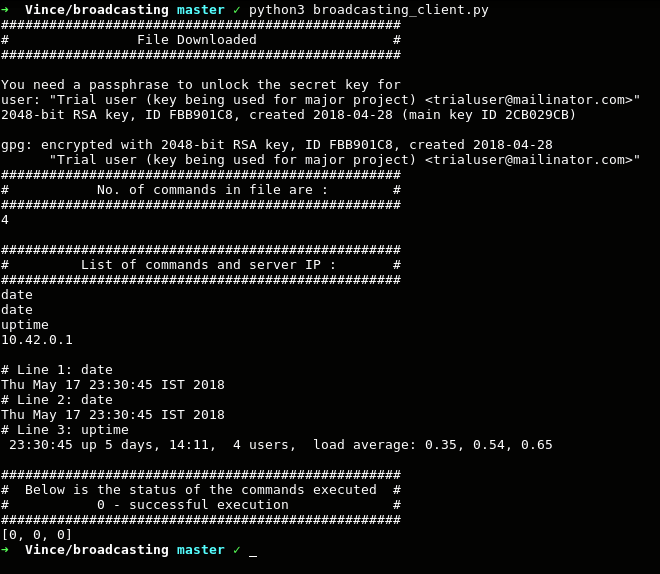 ➜  Vince/broadcasting master ✓ python3 broadcasting_client.py
##################################################
#                File Downloaded                 #
##################################################
You need a passphrase to unlock the secret key for
user: "Trial user (key being used for major project) <trialuser@mailinator.com>"
2048-bit RSA key, ID FBB901C8, created 2018-04-28 (main key ID 2CB029CB)
gpg: encrypted with 2048-bit RSA key, ID FBB901C8, created 2018-04-28
      "Trial user (key being used for major project) <trialuser@mailinator.com>"
##################################################
#           No. of commands in file are :        #
##################################################
4
##################################################
#         List of commands and server IP :       #
##################################################
date
date
uptime
10.42.0.1
# Line 1: date
Thu May 17 23:30:45 IST 2018
# Line 2: date
Thu May 17 23:30:45 IST 2018
# Line 3: uptime
 23:30:45 up 5 days, 14:11,  4 users,  load average: 0.35, 0.54, 0.65
##################################################
#  Below is the status of the commands executed  #
#           0 - successful execution             #
##################################################
[0, 0, 0]
➜  Vince/broadcasting master ✓ _